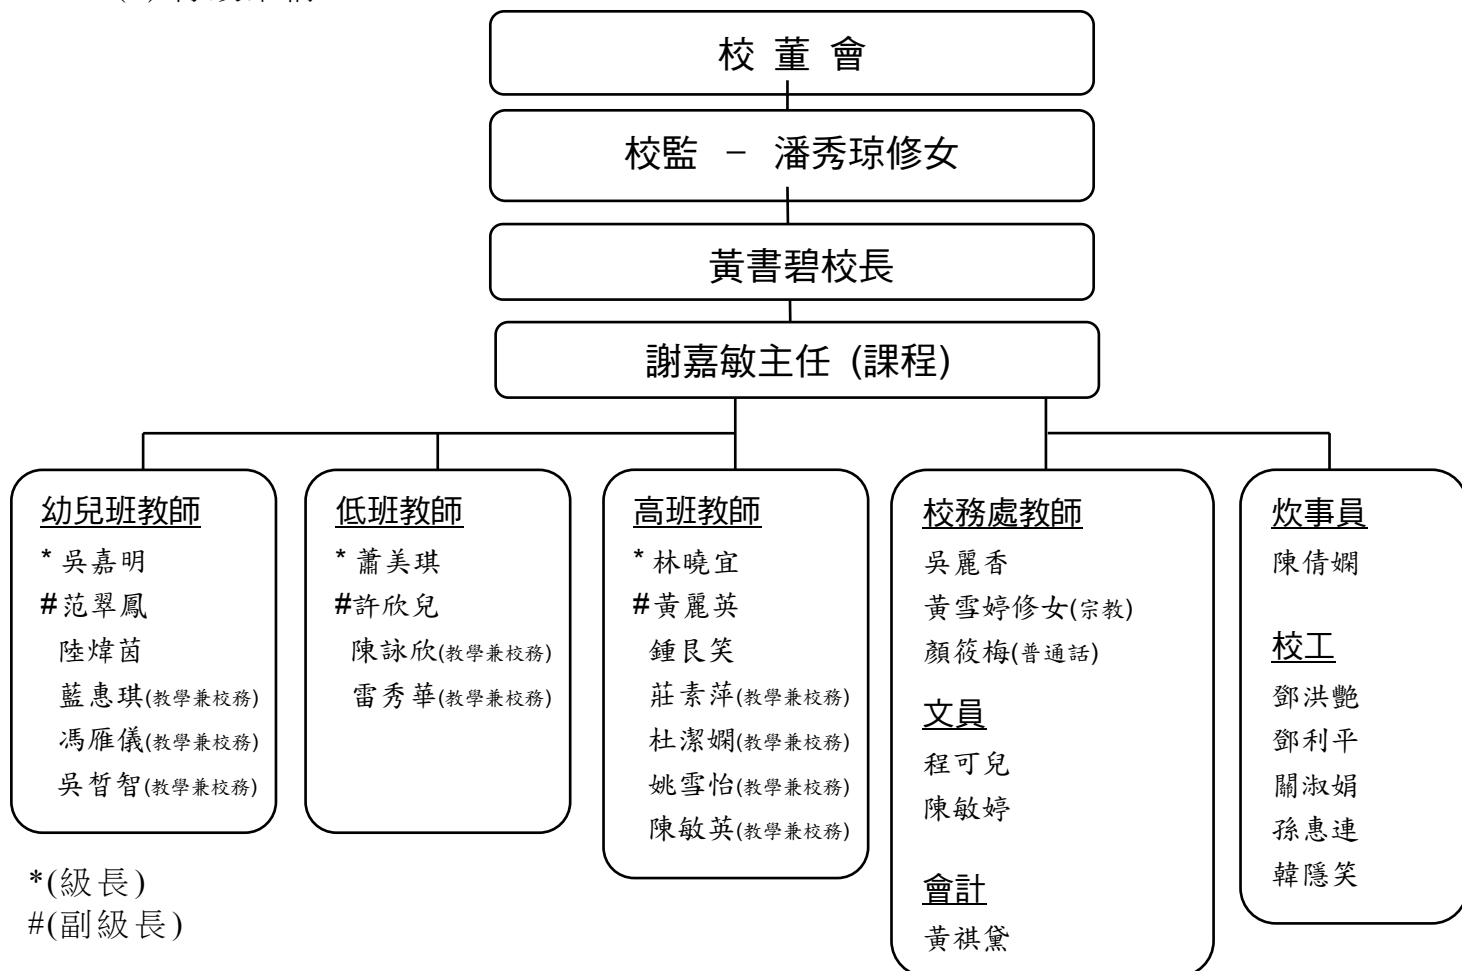 校 董 會
校監 – 潘秀琼修女
黃書碧校長
謝嘉敏主任 (課程)
幼兒班教師
* 吳嘉明
#范翠鳳
陸煒茵
藍惠琪(教學兼校務)
馮雁儀(教學兼校務)
吳晢智(教學兼校務)
低班教師
* 蕭美琪
#許欣兒
陳詠欣(教學兼校務)
雷秀華(教學兼校務)
高班教師
* 林曉宜
#黃麗英
鍾艮笑
莊素萍(教學兼校務)
杜潔嫻(教學兼校務)
姚雪怡(教學兼校務)
陳敏英(教學兼校務)
校務處教師
吳麗香
黃雪婷修女(宗教)
顏筱梅(普通話)
文員
程可兒
陳敏婷
會計
黃祺黛
炊事員
陳倩嫻
校工
鄧洪艷
鄧利平
關淑娟
孫惠連
韓隱笑
*(級長)
#(副級長)